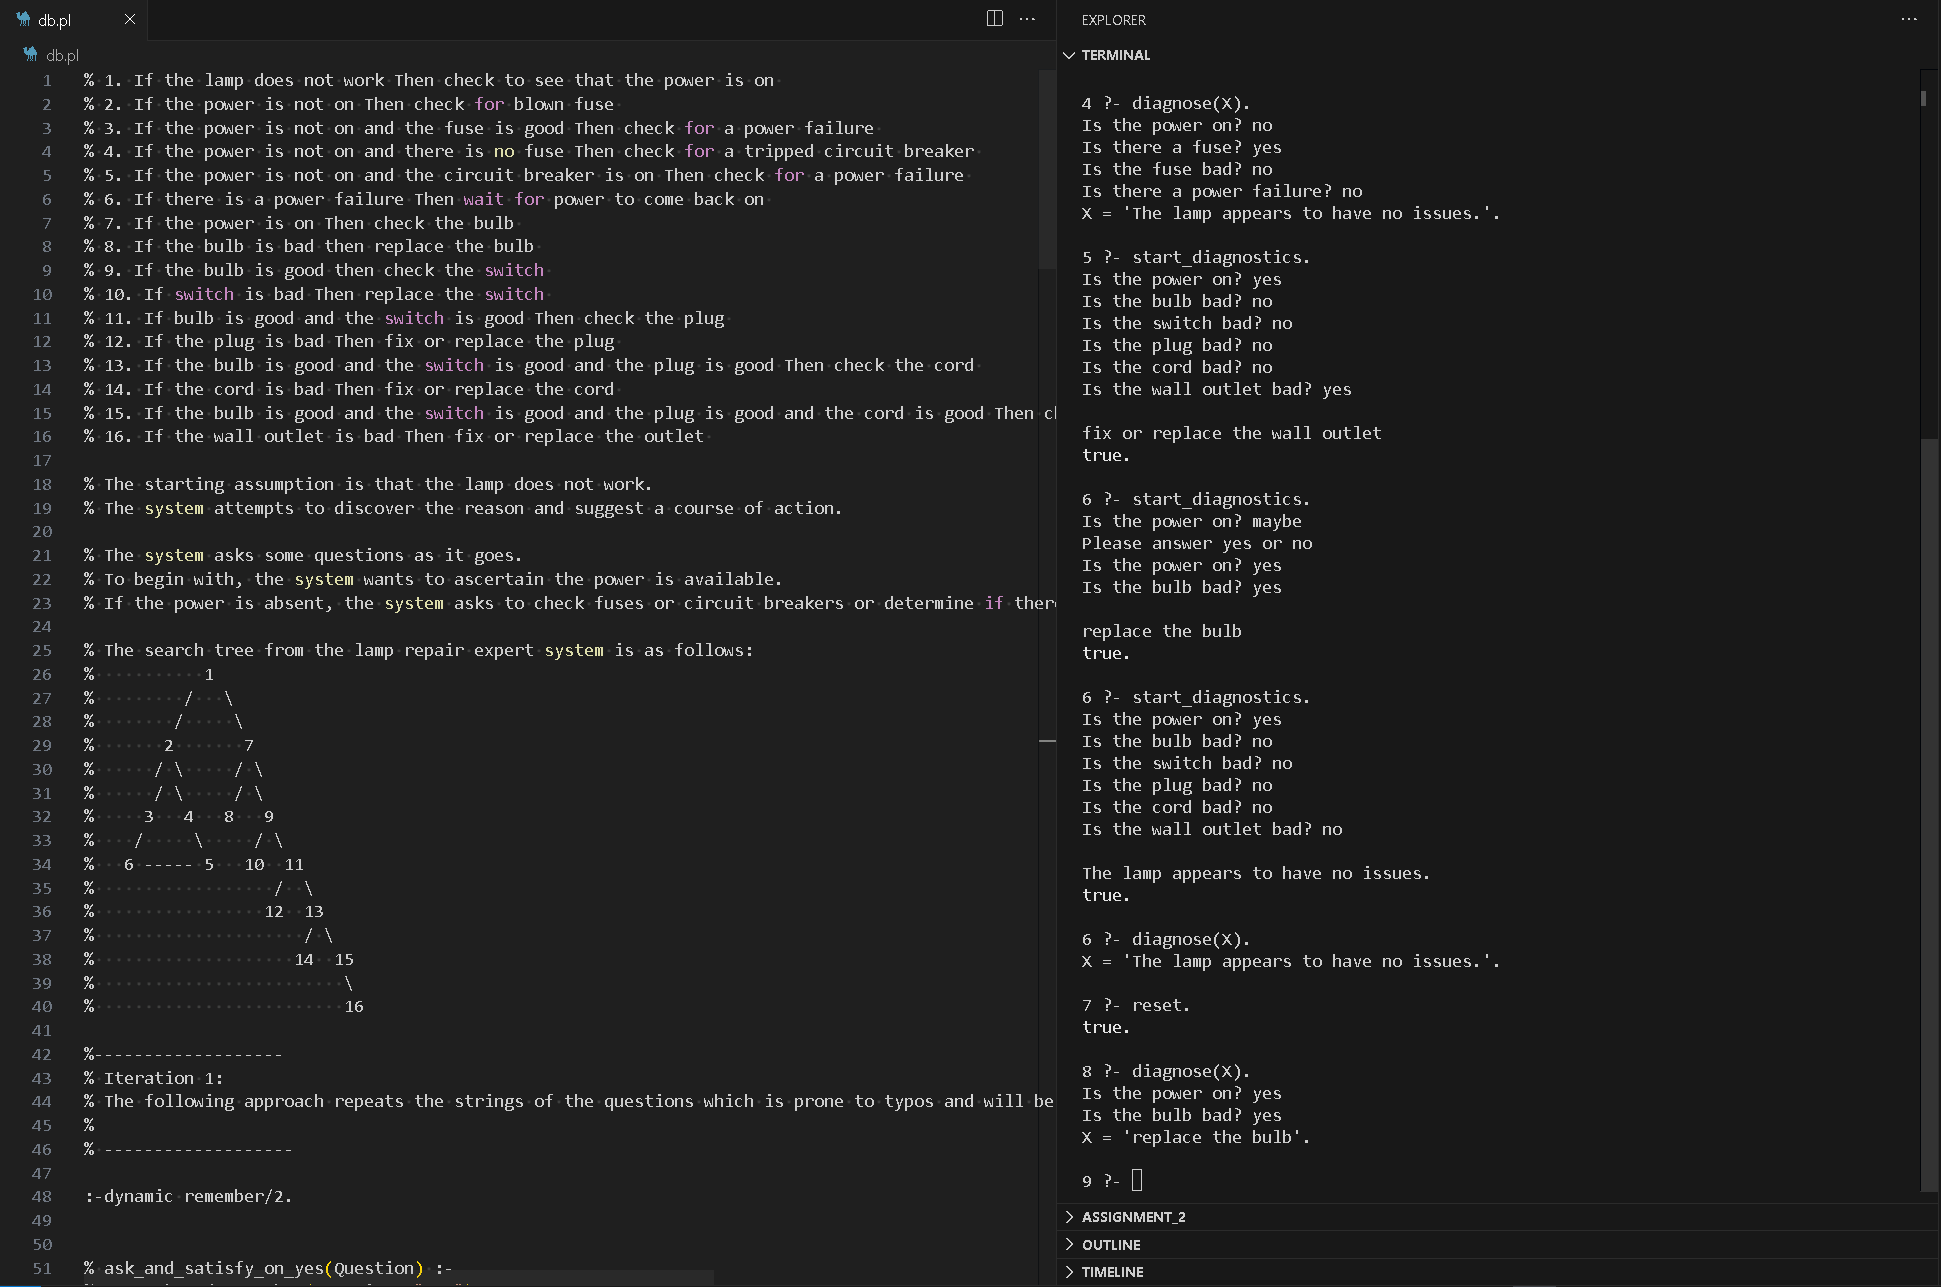 db.pl
db.pl
1 % 1. If the lamp does not work Then check to see that the power is on
2 % 2. If the power is not on Then check for blown fuse
3 % 3. If the power is not on and the fuse is good Then check for a power failure
4 % 4. If the power is not on and there is no fuse Then check for a tripped circuit breaker
5 % 5. If the power is not on and the circuit breaker is on Then check for a power failure
6 % 6. If there is a power failure Then wait for power to come back on
7 % 7. If the power is on Then check the bulb
8 % 8. If the bulb is bad then replace the bulb
9 % 9. If the bulb is good then check the switch
10 % 10. If switch is bad Then replace the switch
11 % 11. If bulb is good and the switch is good Then check the plug
12 % 12. If the plug is bad Then fix or replace the plug
13 % 13. If the bulb is good and the switch is good and the plug is good Then check the cord
14 % 14. If the cord is bad Then fix or replace the cord
15 % 15. If the bulb is good and the switch is good and the plug is good and the cord is good Then
16 % 16. If the wall outlet is bad Then fix or replace the outlet
17
18 % The starting assumption is that the lamp does not work.
19 % The system attempts to discover the reason and suggest a course of action.
20
21 % The system asks some questions as it goes.
22 % To begin with, the system wants to ascertain the power is available.
23 % If the power is absent, the system asks to check fuses or circuit breakers or determine if ther
24
25 % The search tree from the lamp repair expert system is as follows:
26 %           1
27 %         /   \
28 %        /     \
29 %       2       7
30 %      / \     / \
31 %      / \     / \
32 %     3   4   8   9
33 %    /     \     / \
34 %   6 ----- 5   10  11
35 %                  /  \
36 %                 12  13
37 %                     / \
38 %                    14  15
39 %                         \
40 %                         16
41
42 %-------------------
43 % Iteration 1:
44 % The following approach repeats the strings of the questions which is prone to typos and will be
45 %
46 % -------------------
47
48 :-dynamic remember/2.
49
50
51 % ask_and_satisfy_on_yes(Question) :-
EXPLORER
TERMINAL
4 ?- diagnose(X).
Is the power on? no
Is there a fuse? yes
Is the fuse bad? no
Is there a power failure? no
X = 'The lamp appears to have no issues.'.
5 ?- start_diagnostics.
Is the power on? yes
Is the bulb bad? no
Is the switch bad? no
Is the plug bad? no
Is the cord bad? no
Is the wall outlet bad? yes
fix or replace the wall outlet
true.
6 ?- start_diagnostics.
Is the power on? maybe
Please answer yes or no
Is the power on? yes
Is the bulb bad? yes
replace the bulb
true.
6 ?- start_diagnostics.
Is the power on? yes
Is the bulb bad? no
Is the switch bad? no
Is the plug bad? no
Is the cord bad? no
Is the wall outlet bad? no
The lamp appears to have no issues.
true.
6 ?- diagnose(X).
X = 'The lamp appears to have no issues.'.
7 ?- reset.
true.
8 ?- diagnose(X).
Is the power on? yes
Is the bulb bad? yes
X = 'replace the bulb'.
9 ?-
ASSIGNMENT_2
OUTLINE
TIMELINE